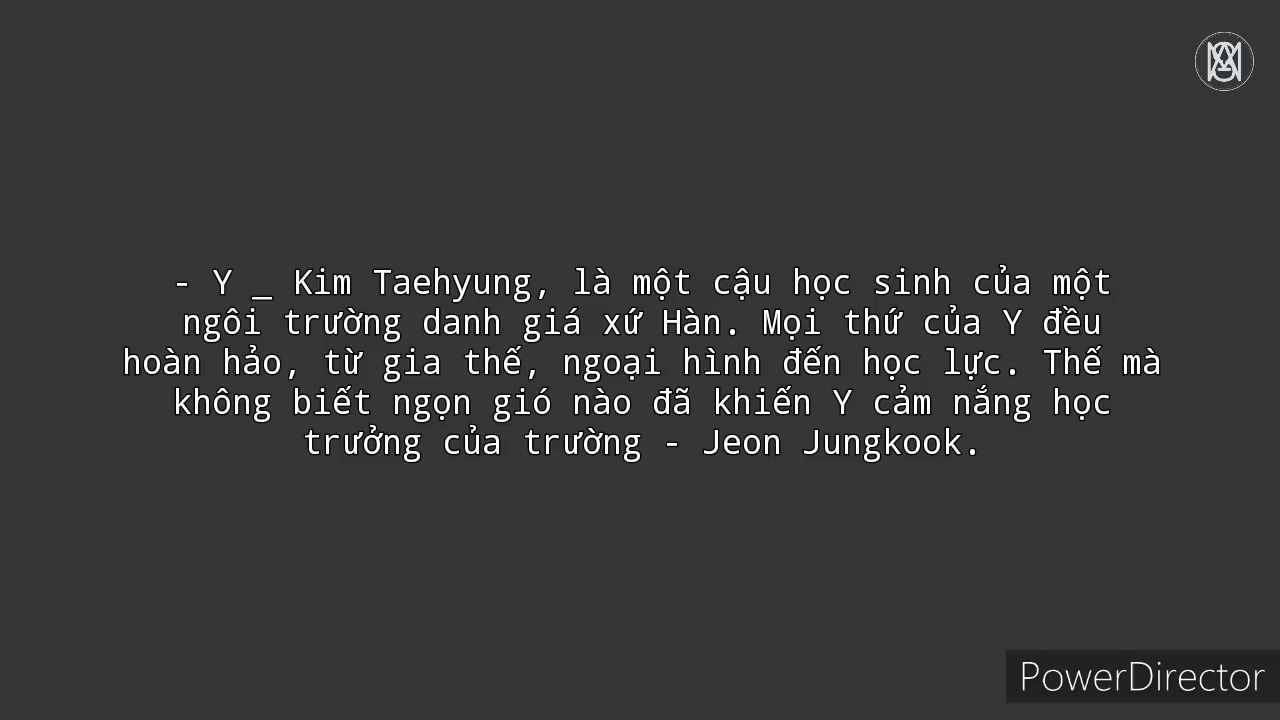 - Y _ Kim Taehyung, là một cậu học sinh của một
ngôi trường danh giá xứ Hàn. Mọi thứ của Y đều
hoàn hảo, từ gia thế, ngoại hình đến học lực. Thế mà
không biết ngọn gió nào đã khiến Y cảm nắng học
trưởng của trường - Jeon Jungkook.
PowerDirector